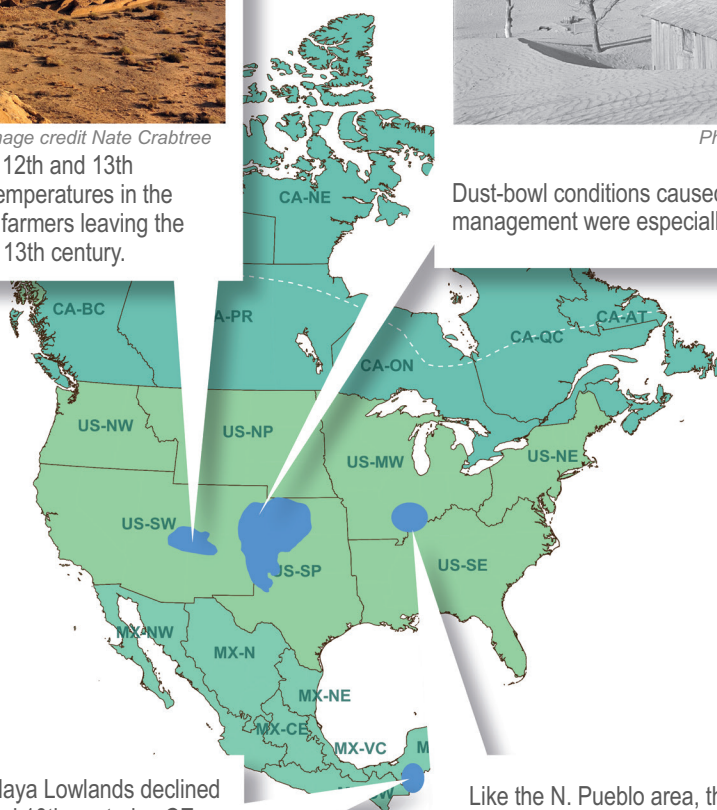 mage credit Nate Crabtree
12th and 13th
emperatures in the
farmers leaving the
13th century.
Ph
Dust-bowl conditions caused
management were especiall
CA-NE
CA-BC
A-PR
CA-ON
CA-QC
CA-AT
US-NW
US-NP
US-MW
US-NE
US-SW
US-SP
US-SE
MX-NW
MX-N
MX-NE
MX-CE
MX-VC
M
W
laya Lowlands declined
Like the N. Pueblo area, th